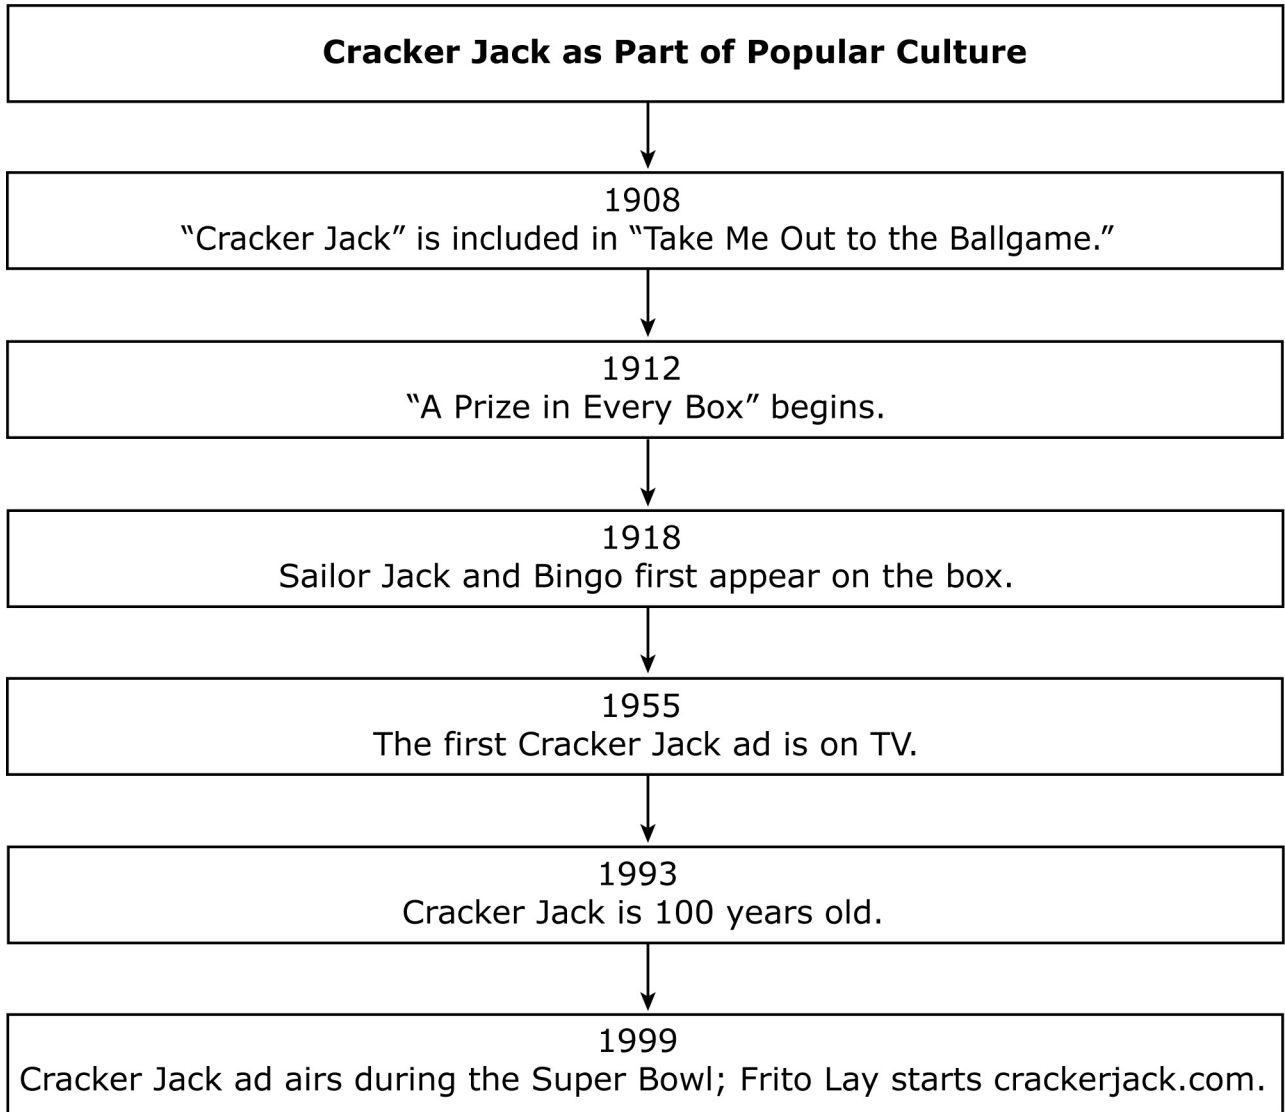 Cracker Jack as Part of Popular Culture
1908
“Cracker Jack” is included in “Take Me Out to the Ballgame.”
1912
“A Prize in Every Box” begins.
1918
Sailor Jack and Bingo first appear on the box.
1955
The first Cracker Jack ad is on TV.
1993
Cracker Jack is 100 years old.
1999
Cracker Jack ad airs during the Super Bowl; Frito Lay starts crackerjack.com.